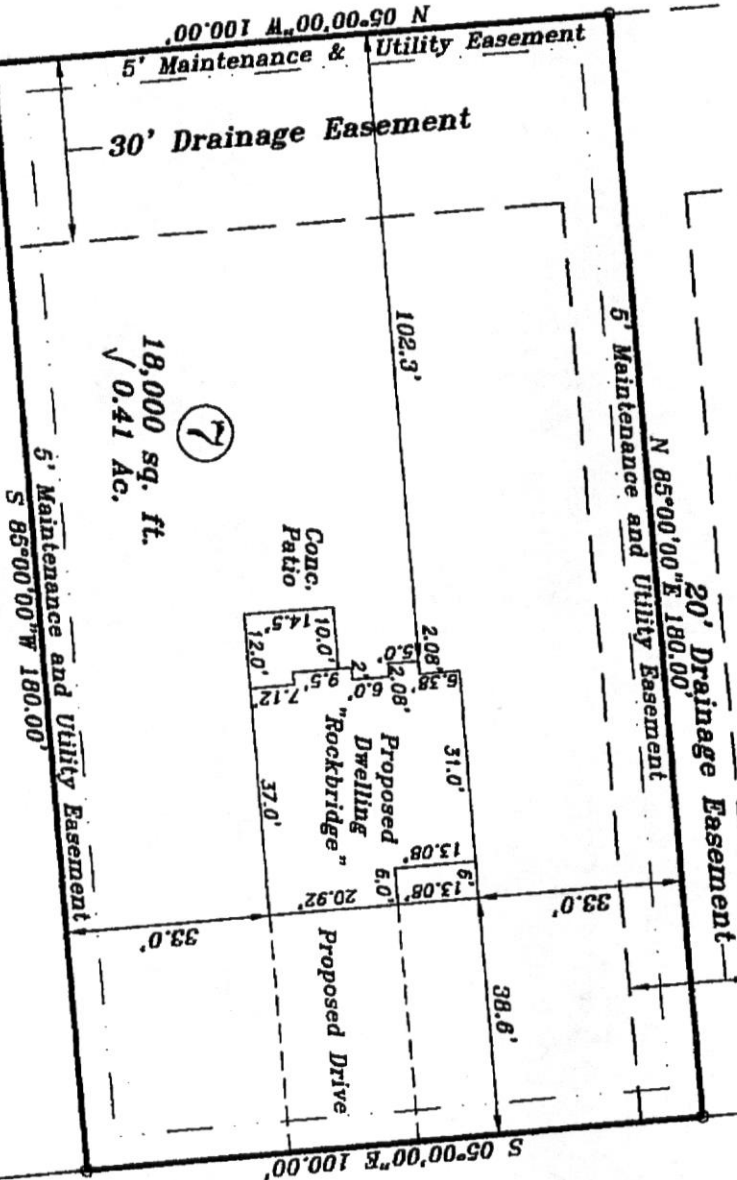 N 05°00'00"W 100.00'
5' Maintenance & Utility Easement
30' Drainage Easement
102.3'
5' Maintenance and Utility Easement
N 85°00'00"E 180.00'
20' Drainage Easement
7
18,000 sq. ft.
√ 0.41 Ac.
5' Maintenance and Utility Easement
S 85°00'00"W 180.00'
Conc.
Patio
14.5'
10.0'
12.0'
7.12'
9.5'
2'
6.0'
2.08'
5.0'
2.08'
6.38'
Proposed
Dwelling
"Rockbridge"
31.0'
37.0'
13.08'
6'
13.08'
6.0'
20.92'
33.0'
33.0'
38.6'
Proposed Drive
S 05°00'00"E 100.00'